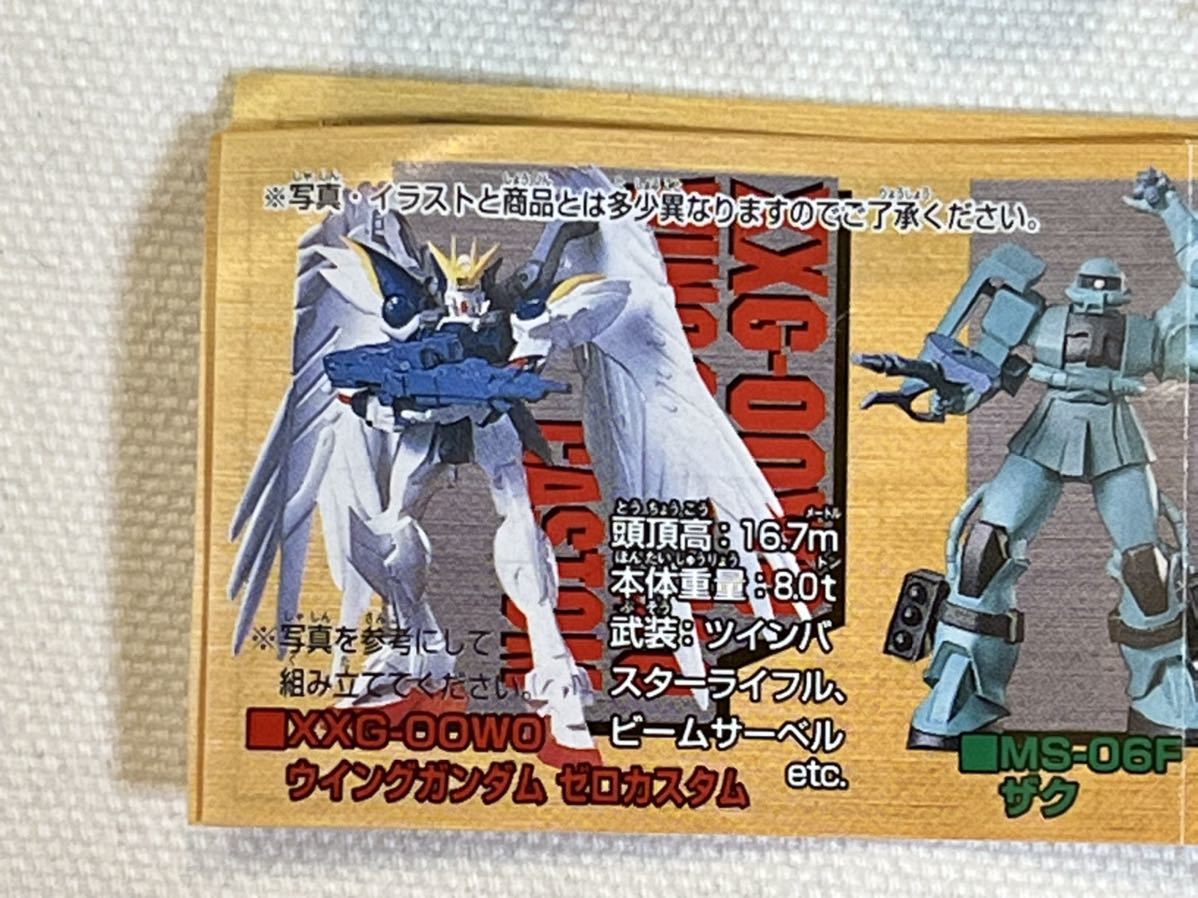 ※写真・イラストと商品とは多少異なりますのでご了承ください。
XXG-00W
FACTION
頭頂高：16.7m
本体重量：8.0t
武装：ツインバ
スターライフル、
ビームサーベル
etc.
※写真を参考にして
組み立ててください。
■XXG-00W0
ウイングガンダム ゼロカスタム
■MS-06F
ザク